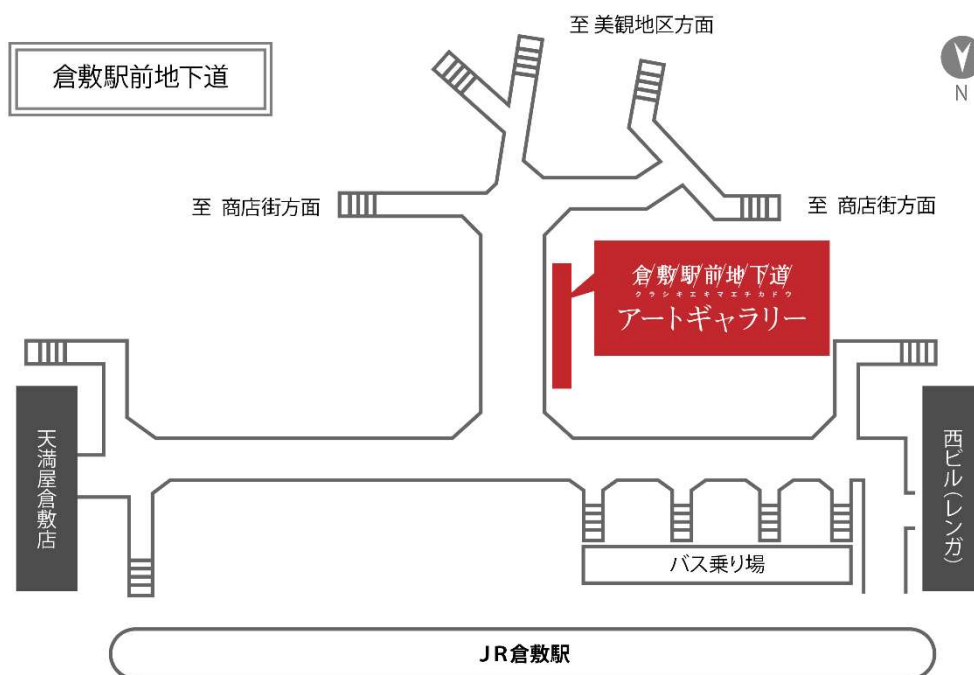 至 美観地区方面
倉敷駅前地下道
N
至 商店街方面
至 商店街方面
倉敷駅前地下道
クラシキエキマエチカドウ
アートギャラリー
天満屋倉敷店
西ビル(レンガ)
バス乗り場
JR倉敷駅